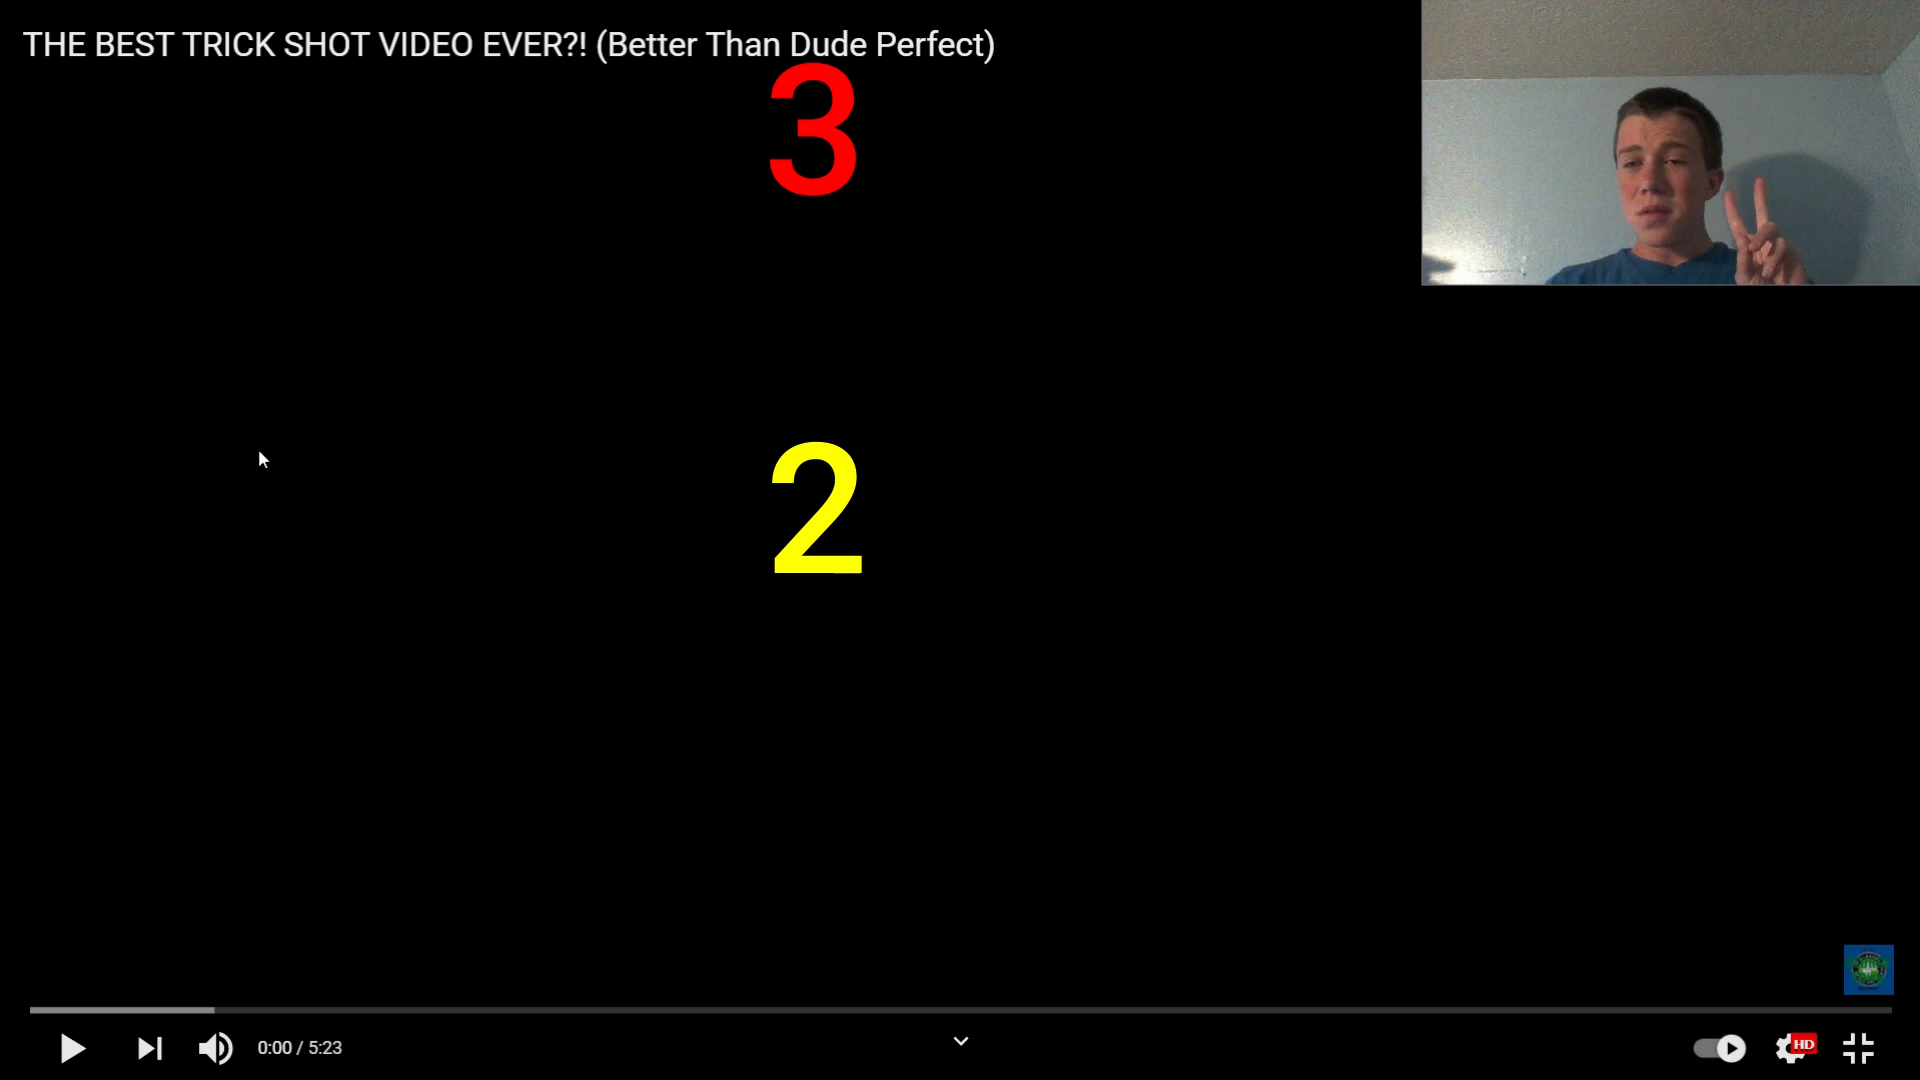 THE BEST TRICK SHOT VIDEO EVER?! (Better Than Dude Perfect)
3
2
0:00 / 5:23
HD